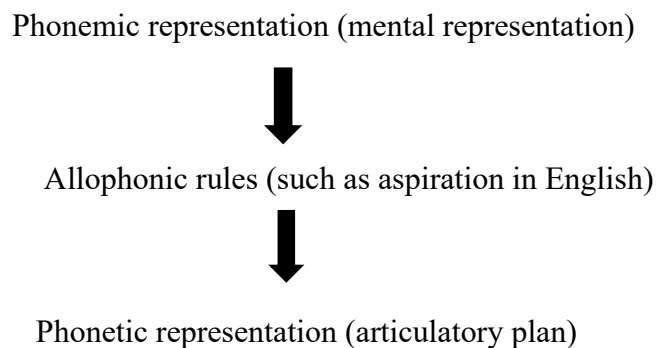 Phonemic representation (mental representation)
Allophonic rules (such as aspiration in English)
Phonetic representation (articulatory plan)